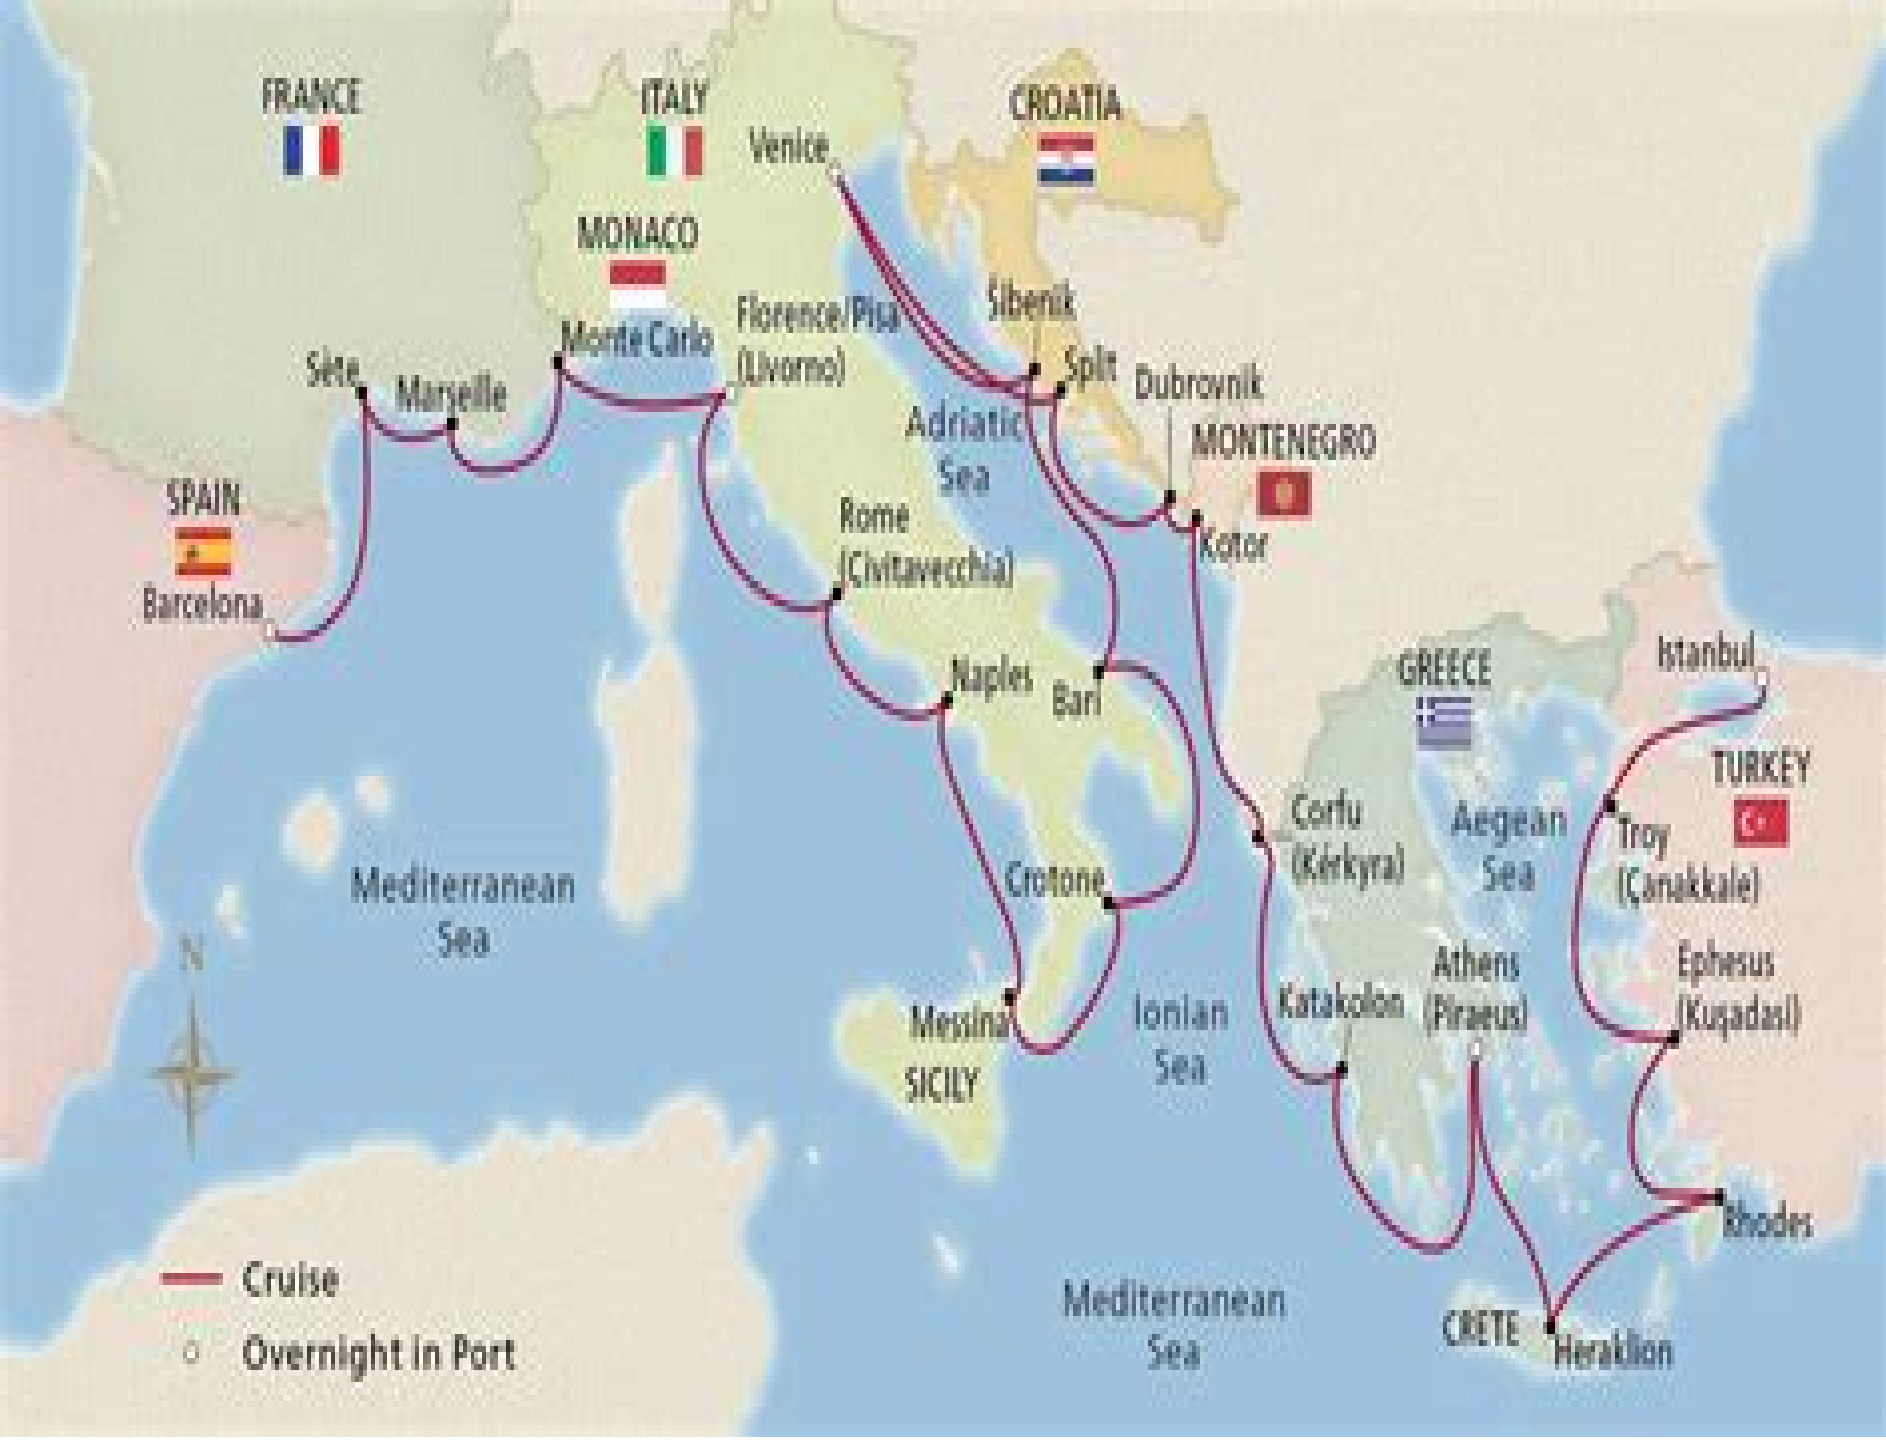 FRANCE
ITALY
CROATIA
Venice
MONACO
Šibenik
Florence/Pisa
(Livorno)
Monte Carlo
Sète
Marseille
Split
Dubrovnik
Adriatic
Sea
MONTENEGRO
Kotor
SPAIN
Barcelona
Rome
(Civitavecchia)
Naples
Bari
GREECE
Istanbul
TURKEY
Corfu
(Kérkyra)
Aegean
Sea
Troy
(Çanakkale)
Mediterranean
Sea
Crotone
N
Messina
SICILY
Ionian
Sea
Katakolon
Athens
(Piraeus)
Ephesus
(Kuşadasi)
Rhodes
Cruise
Overnight in Port
Mediterranean
Sea
CRETE
Heraklion